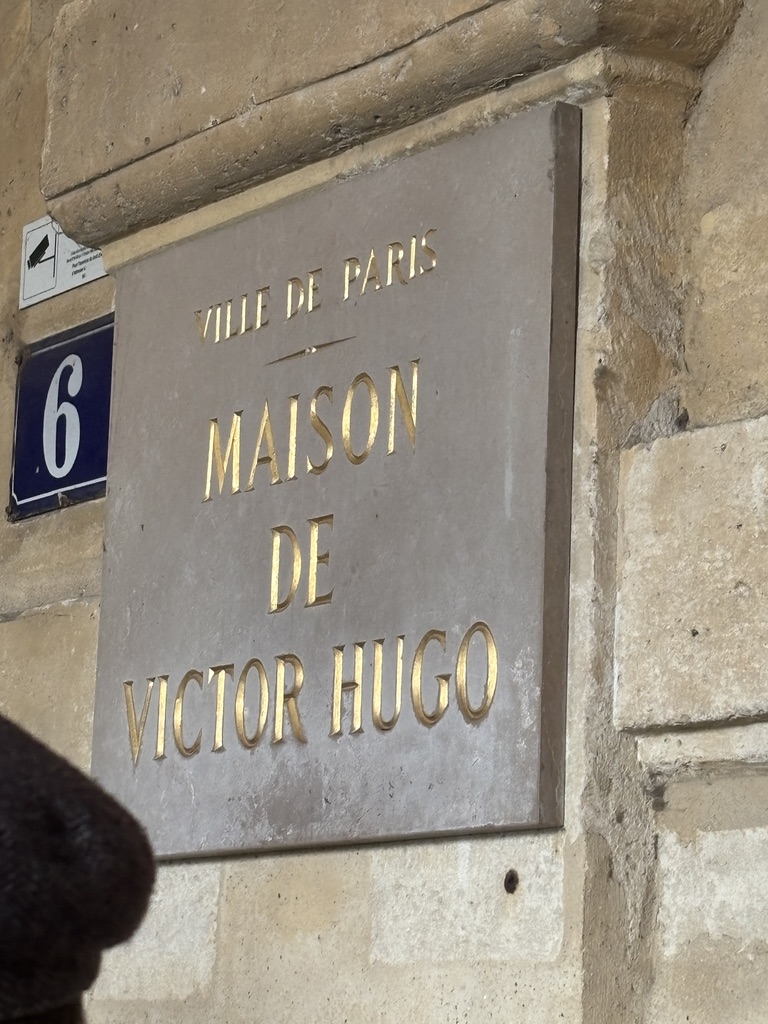 VILLE DE PARIS
MAISON
DE
VICTOR HUGO
6